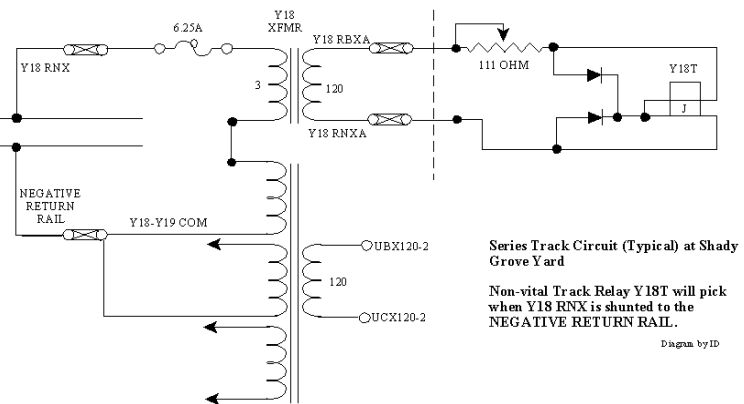 Y18
XFMR
6.25A
Y18 RNX
3
120
Y18 RBXA
Y18 RNXA
111 OHM
Y18T
J
NEGATIVE
RETURN
RAIL
Y18-Y19 COM
UBX120-2
120
UCX120-2
Series Track Circuit (Typical) at Shady
Grove Yard
Non-vital Track Relay Y18T will pick
when Y18 RNX is shunted to the
NEGATIVE RETURN RAIL.
Diagram by ID